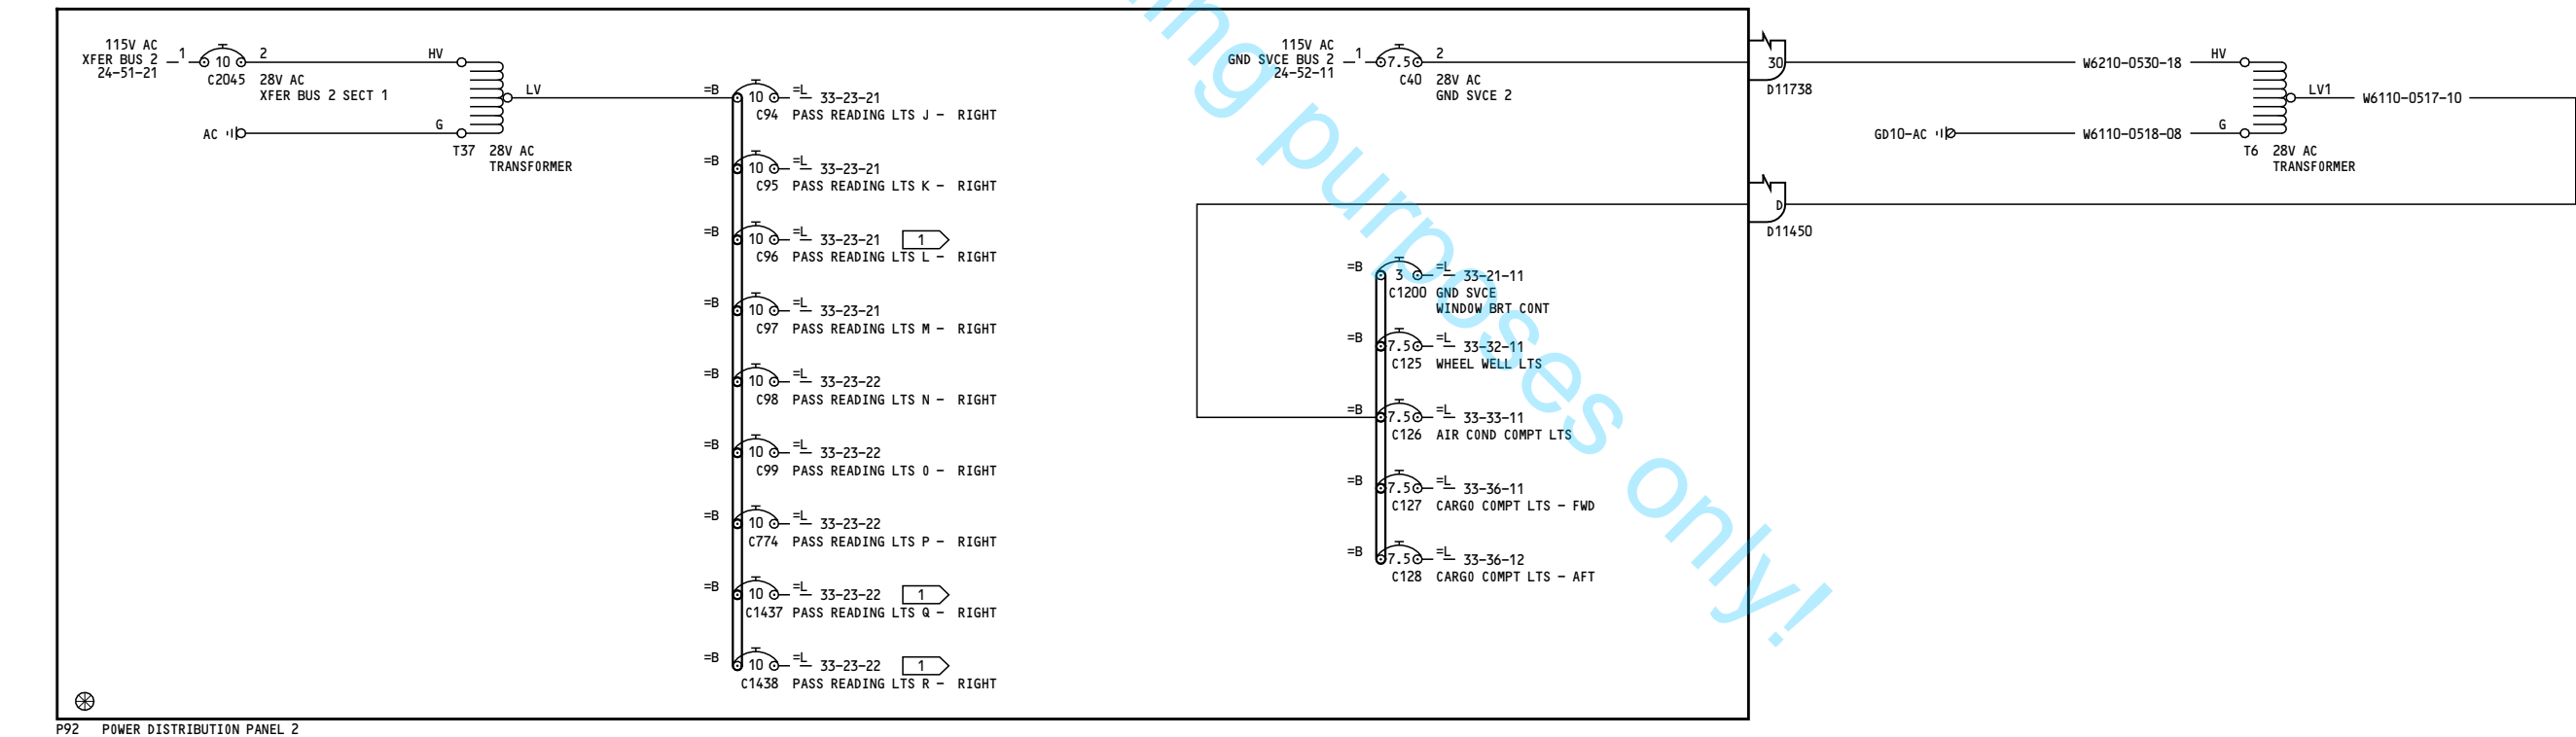 115V AC
XFER BUS 2
24-51-21
1
10
2
C2045
28V AC
XFER BUS 2 SECT 1
HV
LV
AC
G
T37
28V AC
TRANSFORMER
=B 10 =L 33-23-21
C94 PASS READING LTS J - RIGHT
=B 10 =L 33-23-21
C95 PASS READING LTS K - RIGHT
=B 10 =L 33-23-21 1
C96 PASS READING LTS L - RIGHT
=B 10 =L 33-23-21
C97 PASS READING LTS M - RIGHT
=B 10 =L 33-23-22
C98 PASS READING LTS N - RIGHT
=B 10 =L 33-23-22
C99 PASS READING LTS O - RIGHT
=B 10 =L 33-23-22
C774 PASS READING LTS P - RIGHT
=B 10 =L 33-23-22 1
C1437 PASS READING LTS Q - RIGHT
=B 10 =L 33-23-22 1
C1438 PASS READING LTS R - RIGHT
115V AC
GND SVCE BUS 2
24-52-11
1
7.5
2
C40
28V AC
GND SVCE 2
30
D11738
D
D11450
=B 3 =L 33-21-11
C1200 GND SVCE
WINDOW BRT CONT
=B 7.5 =L 33-32-11
C125 WHEEL WELL LTS
=B 7.5 =L 33-33-11
C126 AIR COND COMPT LTS
=B 7.5 =L 33-36-11
C127 CARGO COMPT LTS - FWD
=B 7.5 =L 33-36-12
C128 CARGO COMPT LTS - AFT
W6210-0530-18
HV
LV1
W6110-0517-10
GD10-AC
W6110-0518-08
G
T6
28V AC
TRANSFORMER
P92 POWER DISTRIBUTION PANEL 2
purposes only!